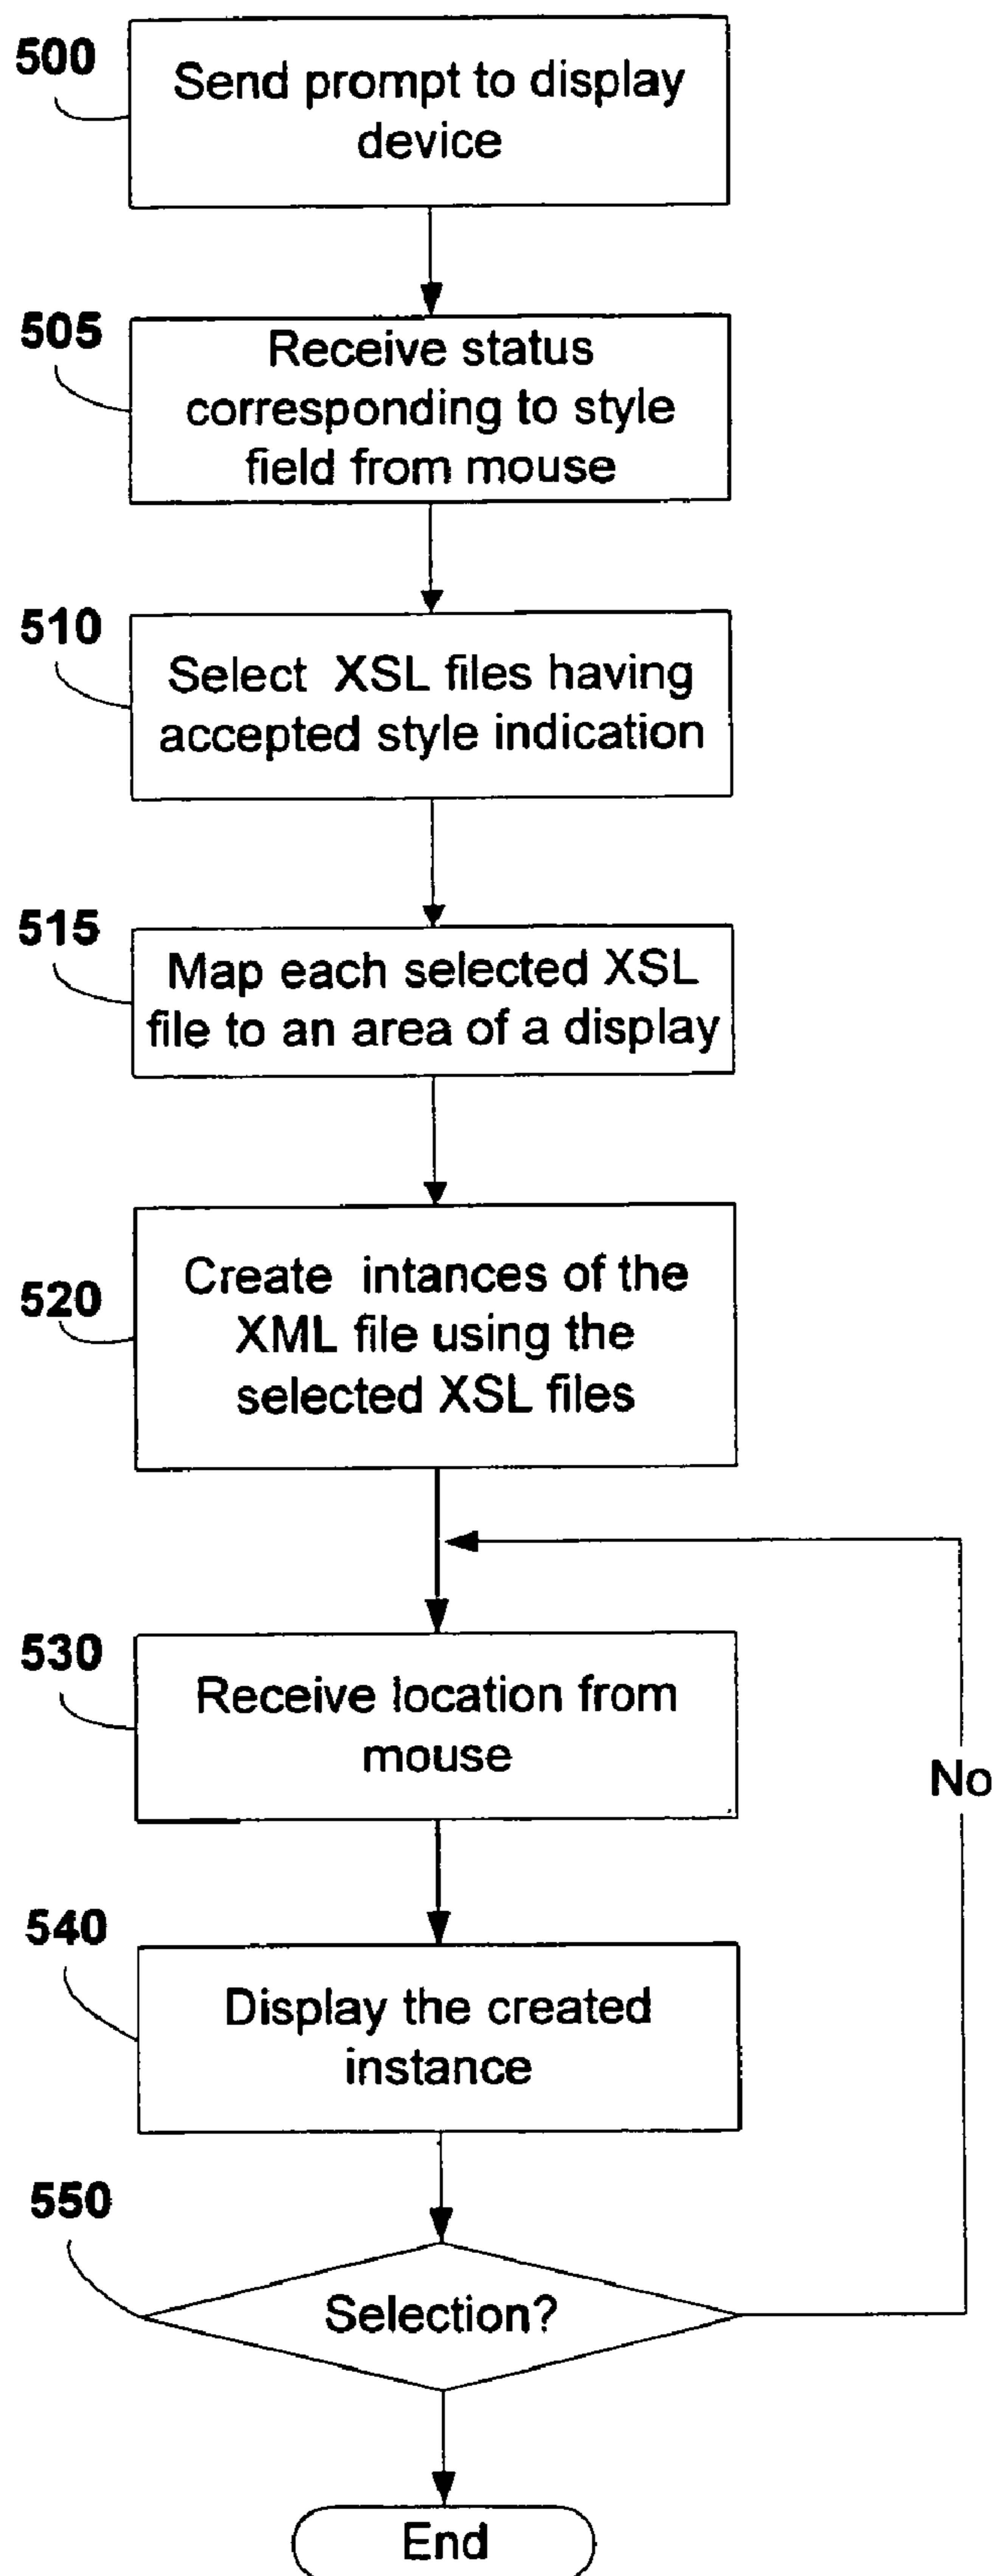 500
Send prompt to display
device
505
Receive status
corresponding to style
field from mouse
510
Select XSL files having
accepted style indication
515
Map each selected XSL
file to an area of a display
520
Create intances of the
XML file using the
selected XSL files
530
Receive location from
mouse
No
540
Display the created
instance
550
Selection?
End